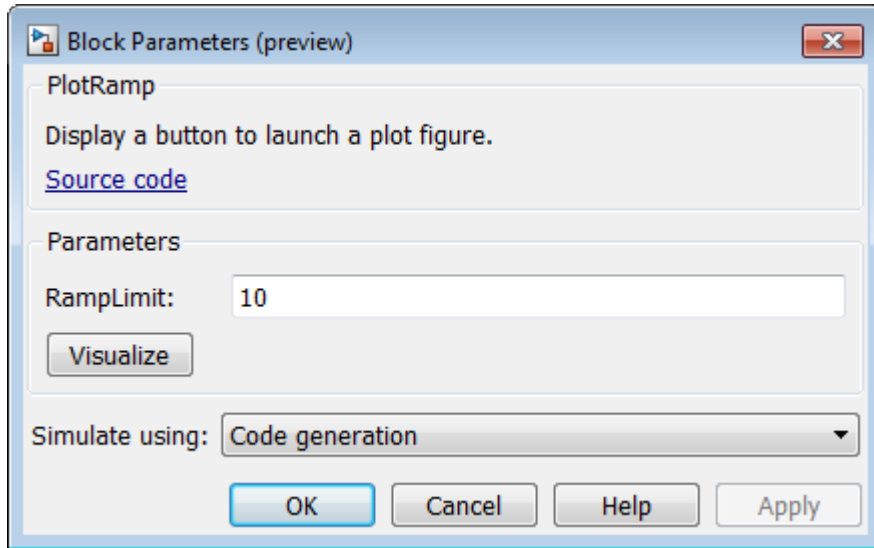 Block Parameters (preview)
PlotRamp
Display a button to launch a plot figure.
Source code
Parameters
RampLimit: 10
Visualize
Simulate using: Code generation
OK Cancel Help Apply